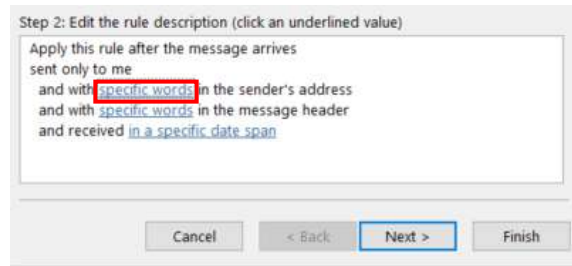 Step 2: Edit the rule description (click an underlined value)
Apply this rule after the message arrives
sent only to me
and with specific words in the sender's address
and with specific words in the message header
and received in a specific date span
Cancel < Back Next > Finish